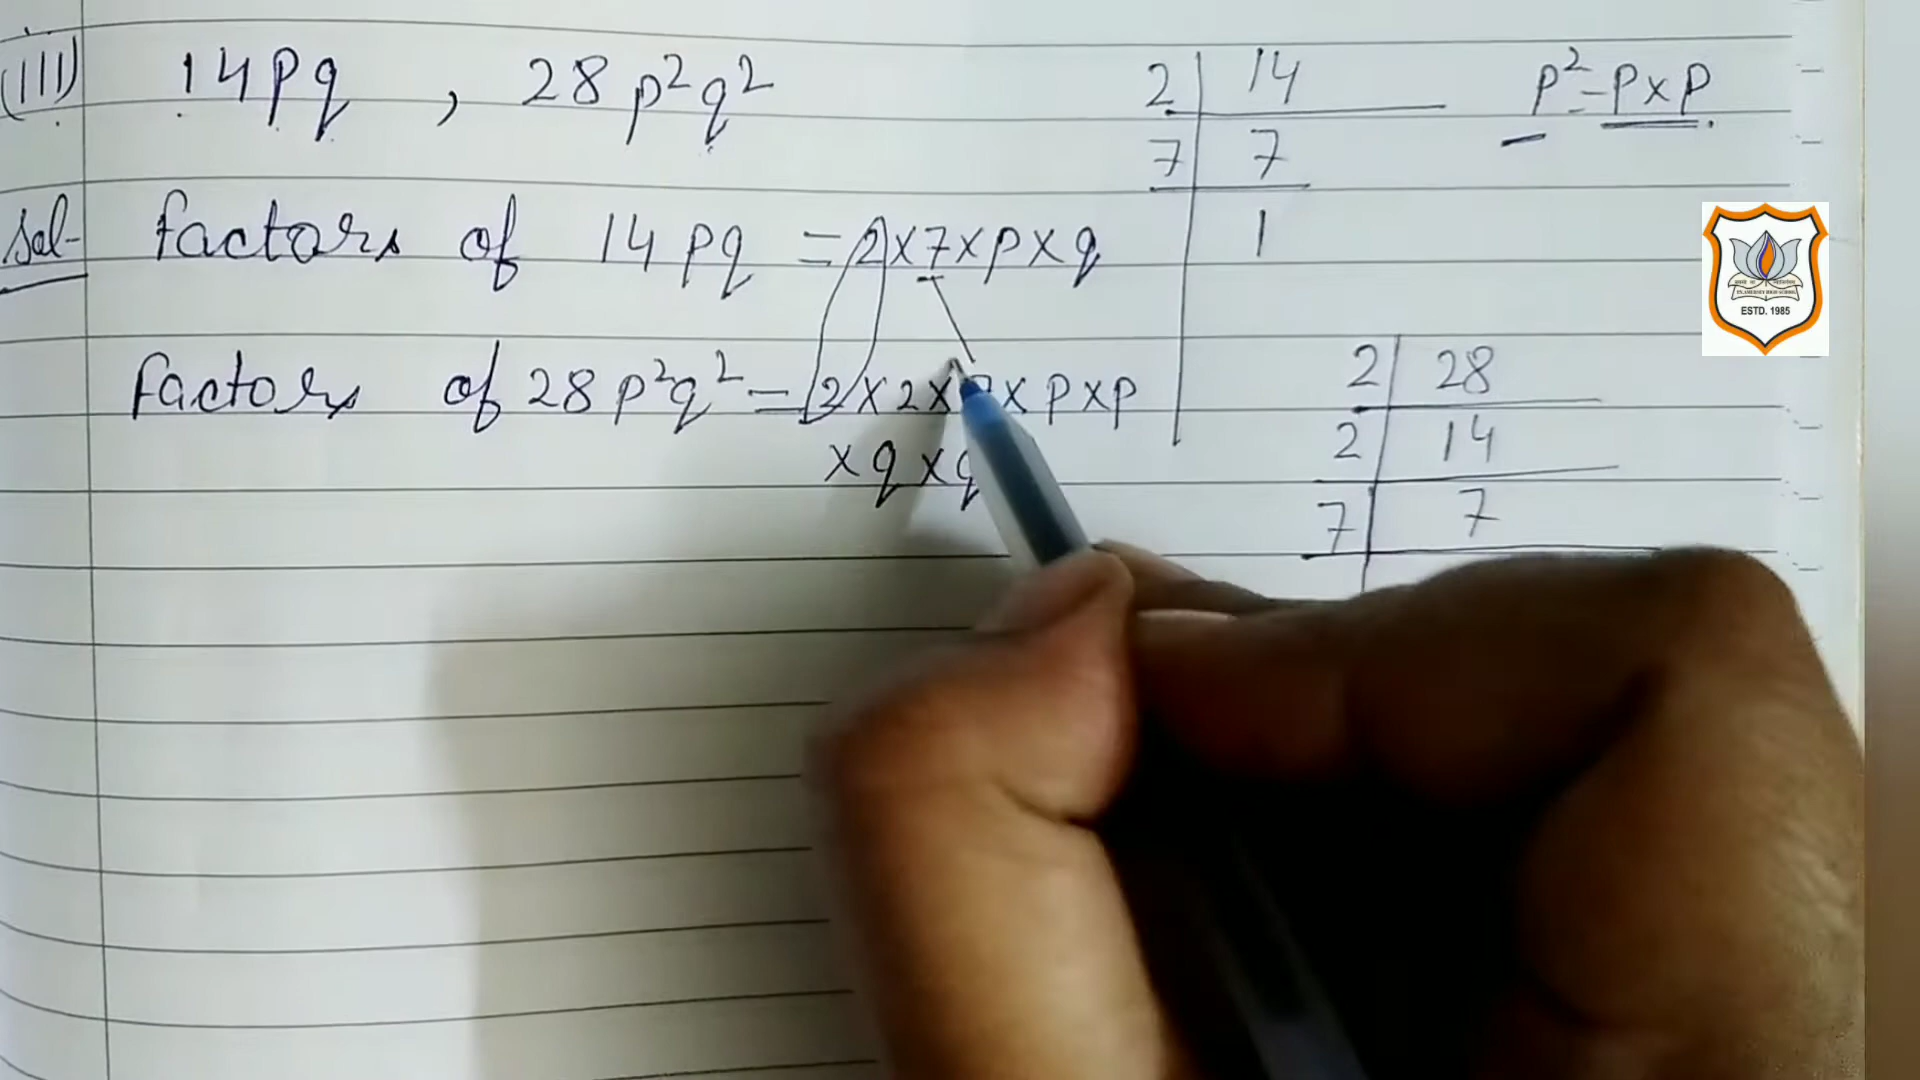 (iii) 14pq , 28p²q²
Sol- factors of 14pq = 2×7×p×q
factors of 28p²q² = 2×2×7×p×p
×q×q
2 | 14
7 | 7
1
p² = p×p
ESTD. 1985
2 | 28
2 | 14
7 | 7